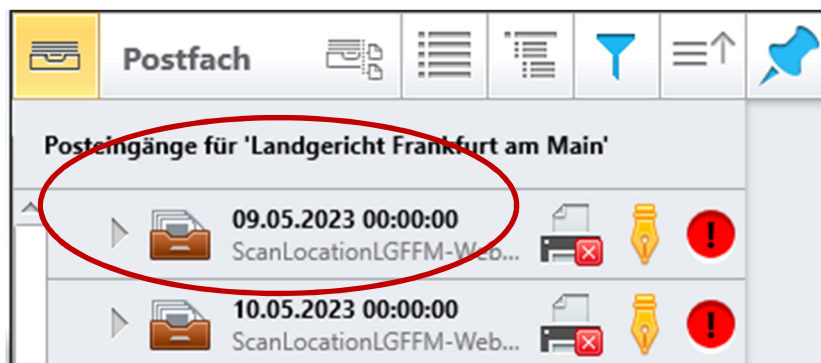 Postfach
Posteingänge für 'Landgericht Frankfurt am Main'
09.05.2023 00:00:00
ScanLocationLGFFM-Web...
10.05.2023 00:00:00
ScanLocationLGFFM-Web...